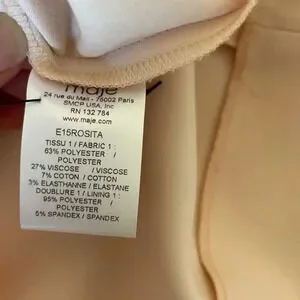 maje
24 rue du Mail - 75002 Paris
SMCP USA, Inc
RN 132 784
www.maje.com
E15ROSITA
TISSU 1 / FABRIC 1 :
63% POLYESTER /
POLYESTER
27% VISCOSE / VISCOSE
7% COTON / COTTON
3% ELASTHANNE / ELASTANE
DOUBLURE 1 / LINING 1 :
95% POLYESTER /
POLYESTER
5% SPANDEX / SPANDEX